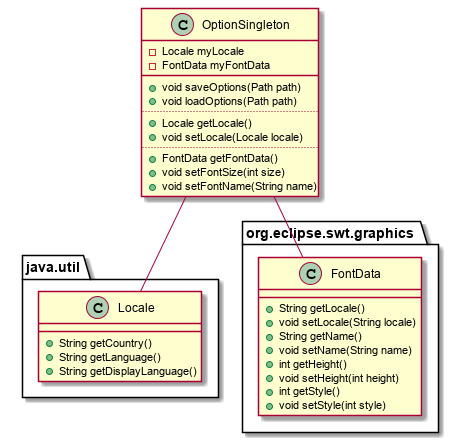 C OptionSingleton
Locale myLocale
FontData myFontData
void saveOptions(Path path)
void loadOptions(Path path)
Locale getLocale()
void setLocale(Locale locale)
FontData getFontData()
void setFontSize(int size)
void setFontName(String name)
java.util
C Locale
String getCountry()
String getLanguage()
String getDisplayLanguage()
org.eclipse.swt.graphics
C FontData
String getLocale()
void setLocale(String locale)
String getName()
void setName(String name)
int getHeight()
void setHeight(int height)
int getStyle()
void setStyle(int style)